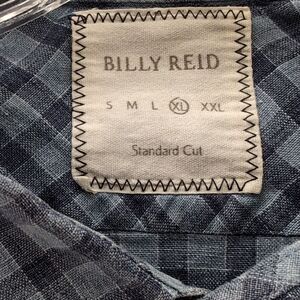 BILLY REID
S M L XL XXL
Standard Cut